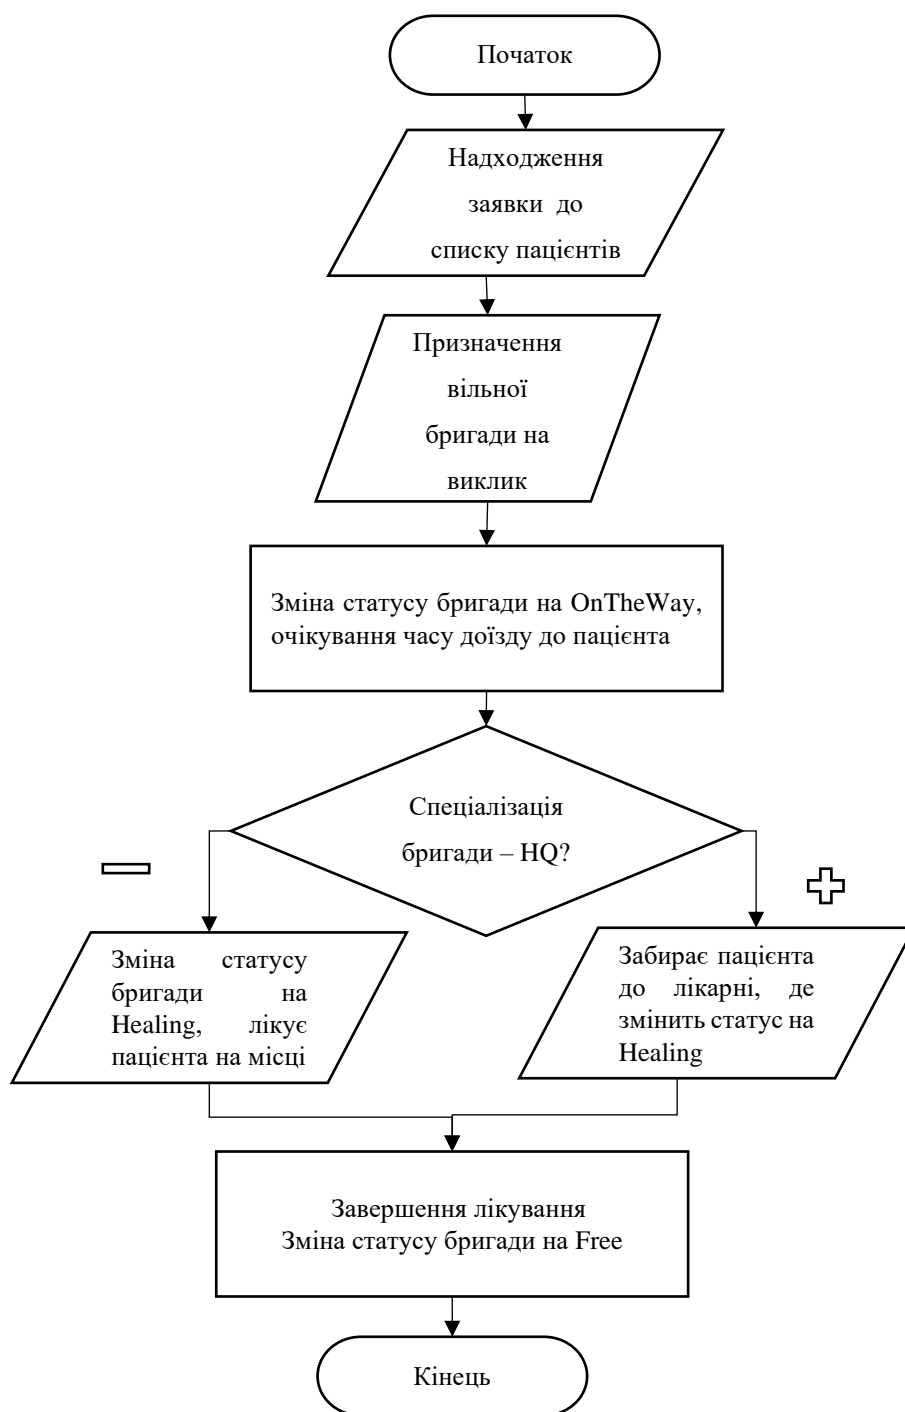 Початок
Надходження
заявки до
списку пацієнтів
Призначення
вільної
бригади на
виклик
Зміна статусу бригади на OnTheWay,
очікування часу доїзду до пацієнта
Спеціалізація
бригади – HQ?
Зміна статусу
бригади на
Healing, лікує
пацієнта на місці
Забирає пацієнта
до лікарні, де
змінить статус на
Healing
Завершення лікування
Зміна статусу бригади на Free
Кінець